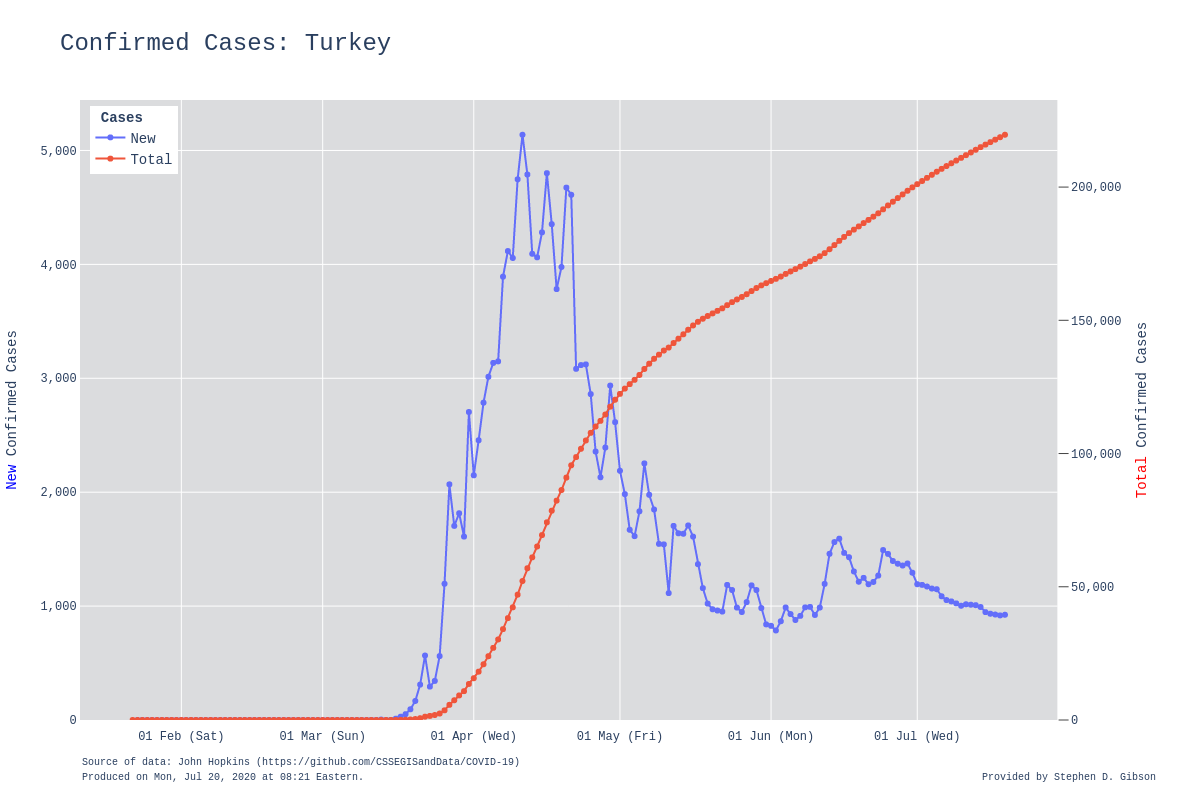 Confirmed Cases: Turkey
Cases
New
Total
5,000
4,000
3,000
2,000
1,000
0
New Confirmed Cases
200,000
150,000
100,000
50,000
0
Total Confirmed Cases
01 Feb (Sat)
01 Mar (Sun)
01 Apr (Wed)
01 May (Fri)
01 Jun (Mon)
01 Jul (Wed)
Source of data: John Hopkins (https://github.com/CSSEGISandData/COVID-19)
Produced on Mon, Jul 20, 2020 at 08:21 Eastern.
Provided by Stephen D. Gibson